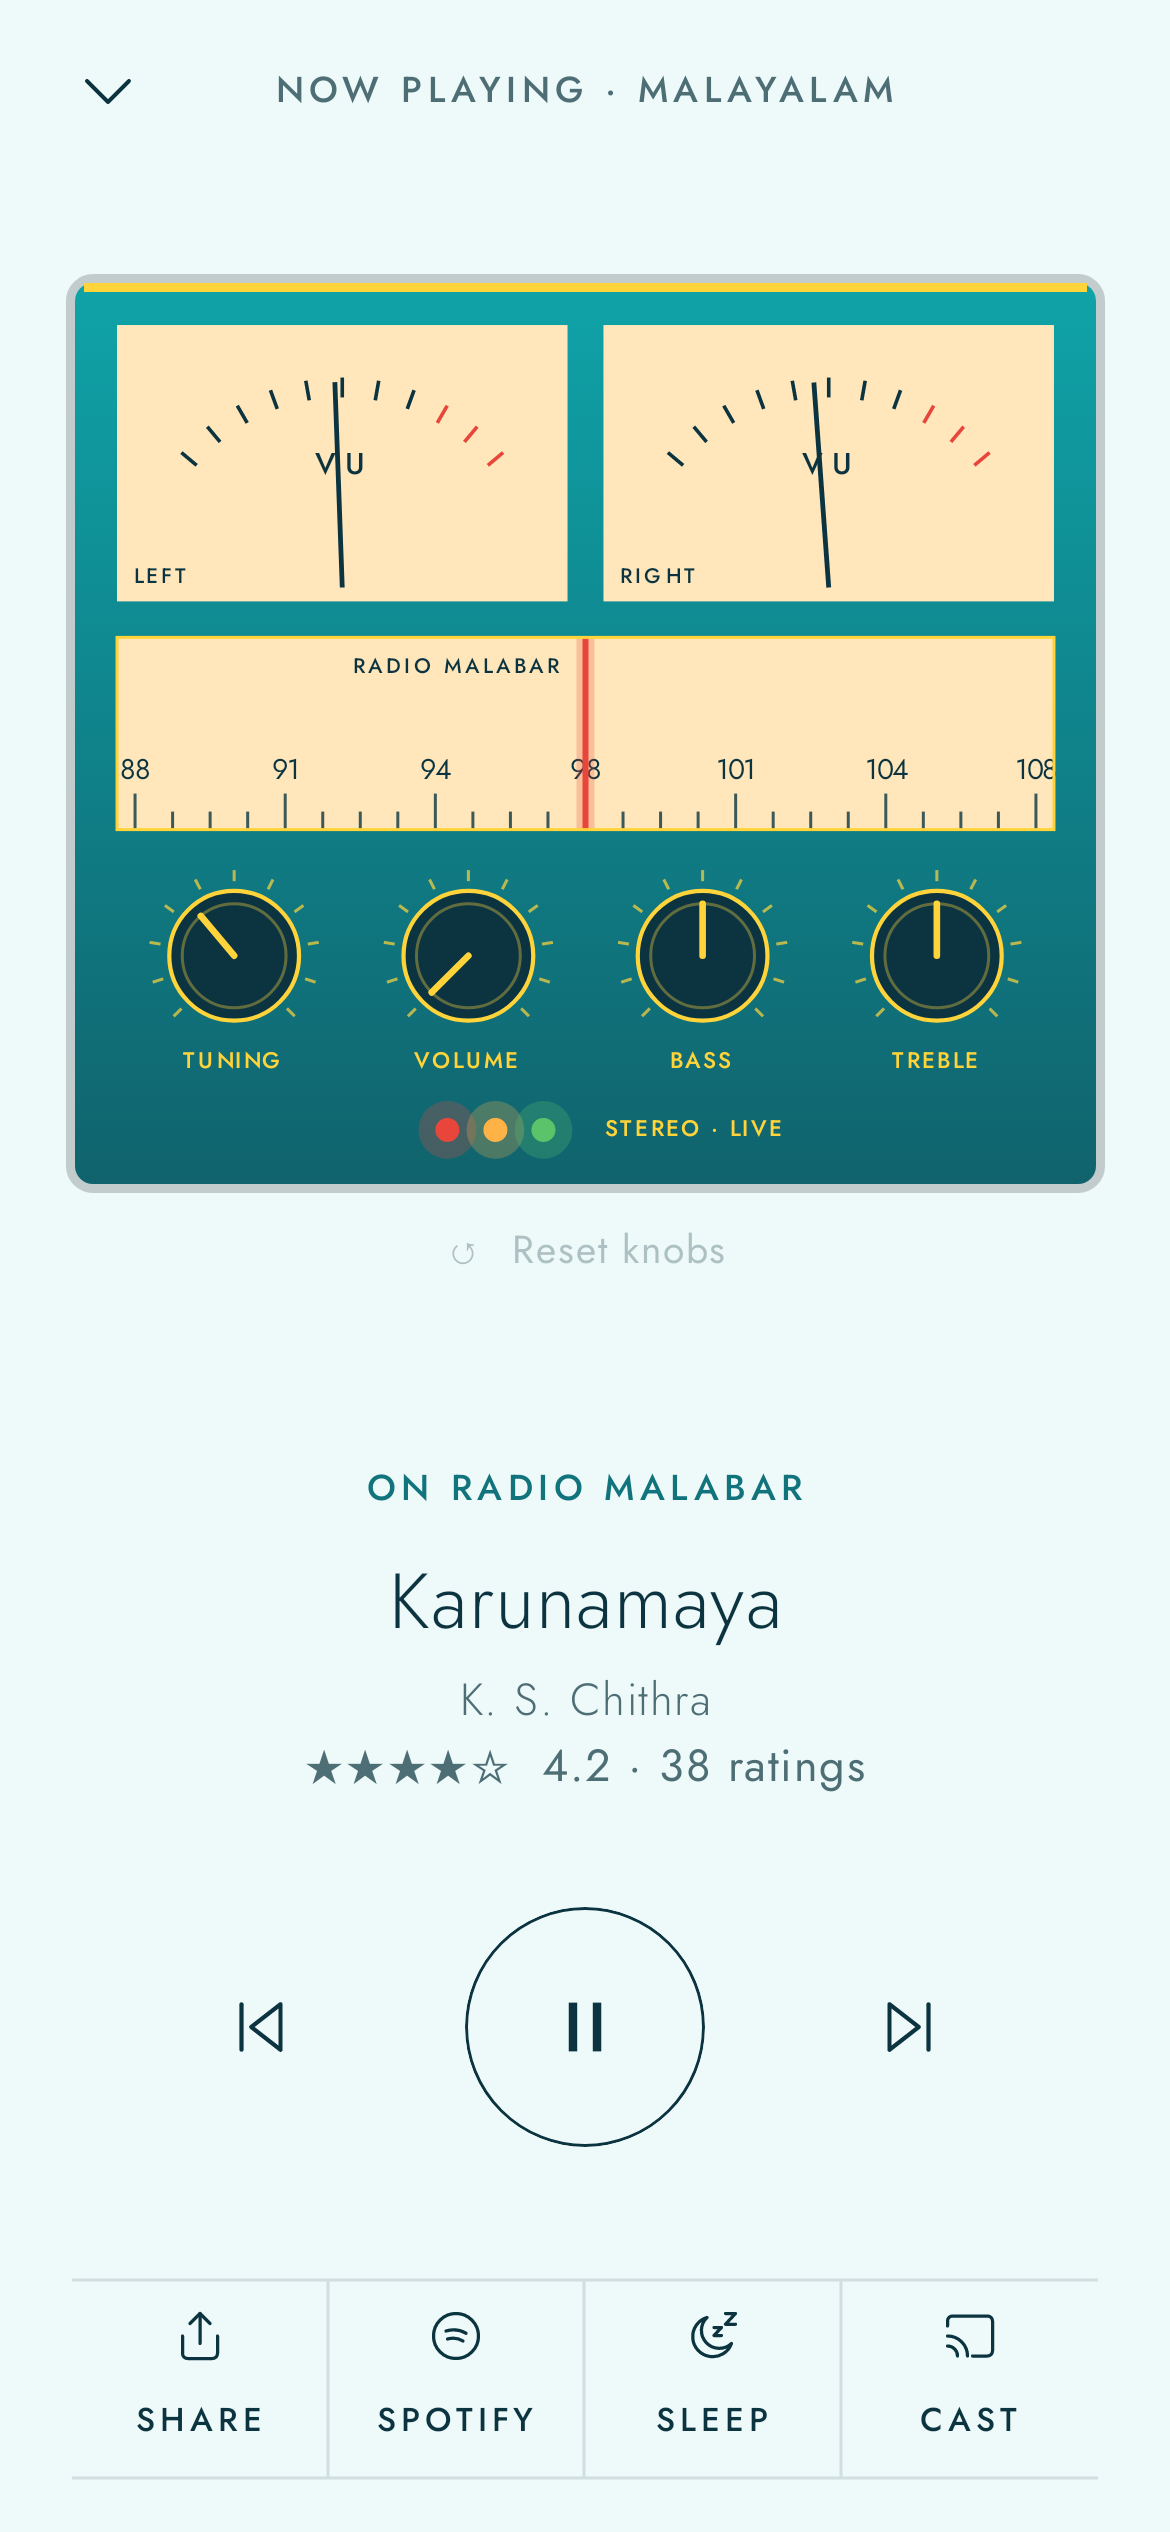 NOW PLAYING · MALAYALAM
VU
VU
LEFT
RIGHT
RADIO MALABAR
88 91 94 98 101 104 108
TUNING VOLUME BASS TREBLE
STEREO · LIVE
Reset knobs
ON RADIO MALABAR
Karunamaya
K. S. Chithra
★★★★☆ 4.2 · 38 ratings
SHARE SPOTIFY SLEEP CAST